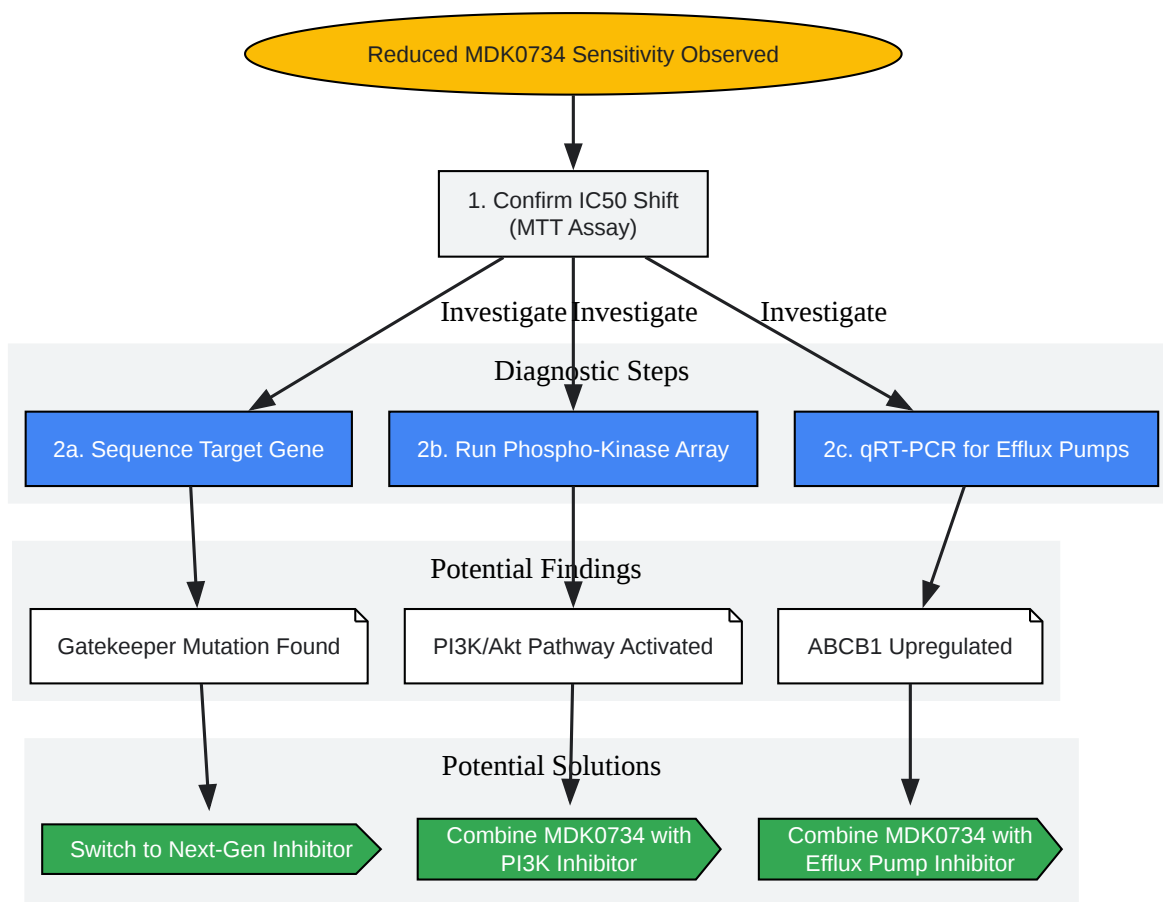 Reduced MDK0734 Sensitivity Observed
1. Confirm IC50 Shift
(MTT Assay)
Investigate
Investigate
Investigate
Diagnostic Steps
2a. Sequence Target Gene
2b. Run Phospho-Kinase Array
2c. qRT-PCR for Efflux Pumps
Potential Findings
Gatekeeper Mutation Found
PI3K/Akt Pathway Activated
ABCB1 Upregulated
Potential Solutions
Switch to Next-Gen Inhibitor
Combine MDK0734 with
PI3K Inhibitor
Combine MDK0734 with
Efflux Pump Inhibitor